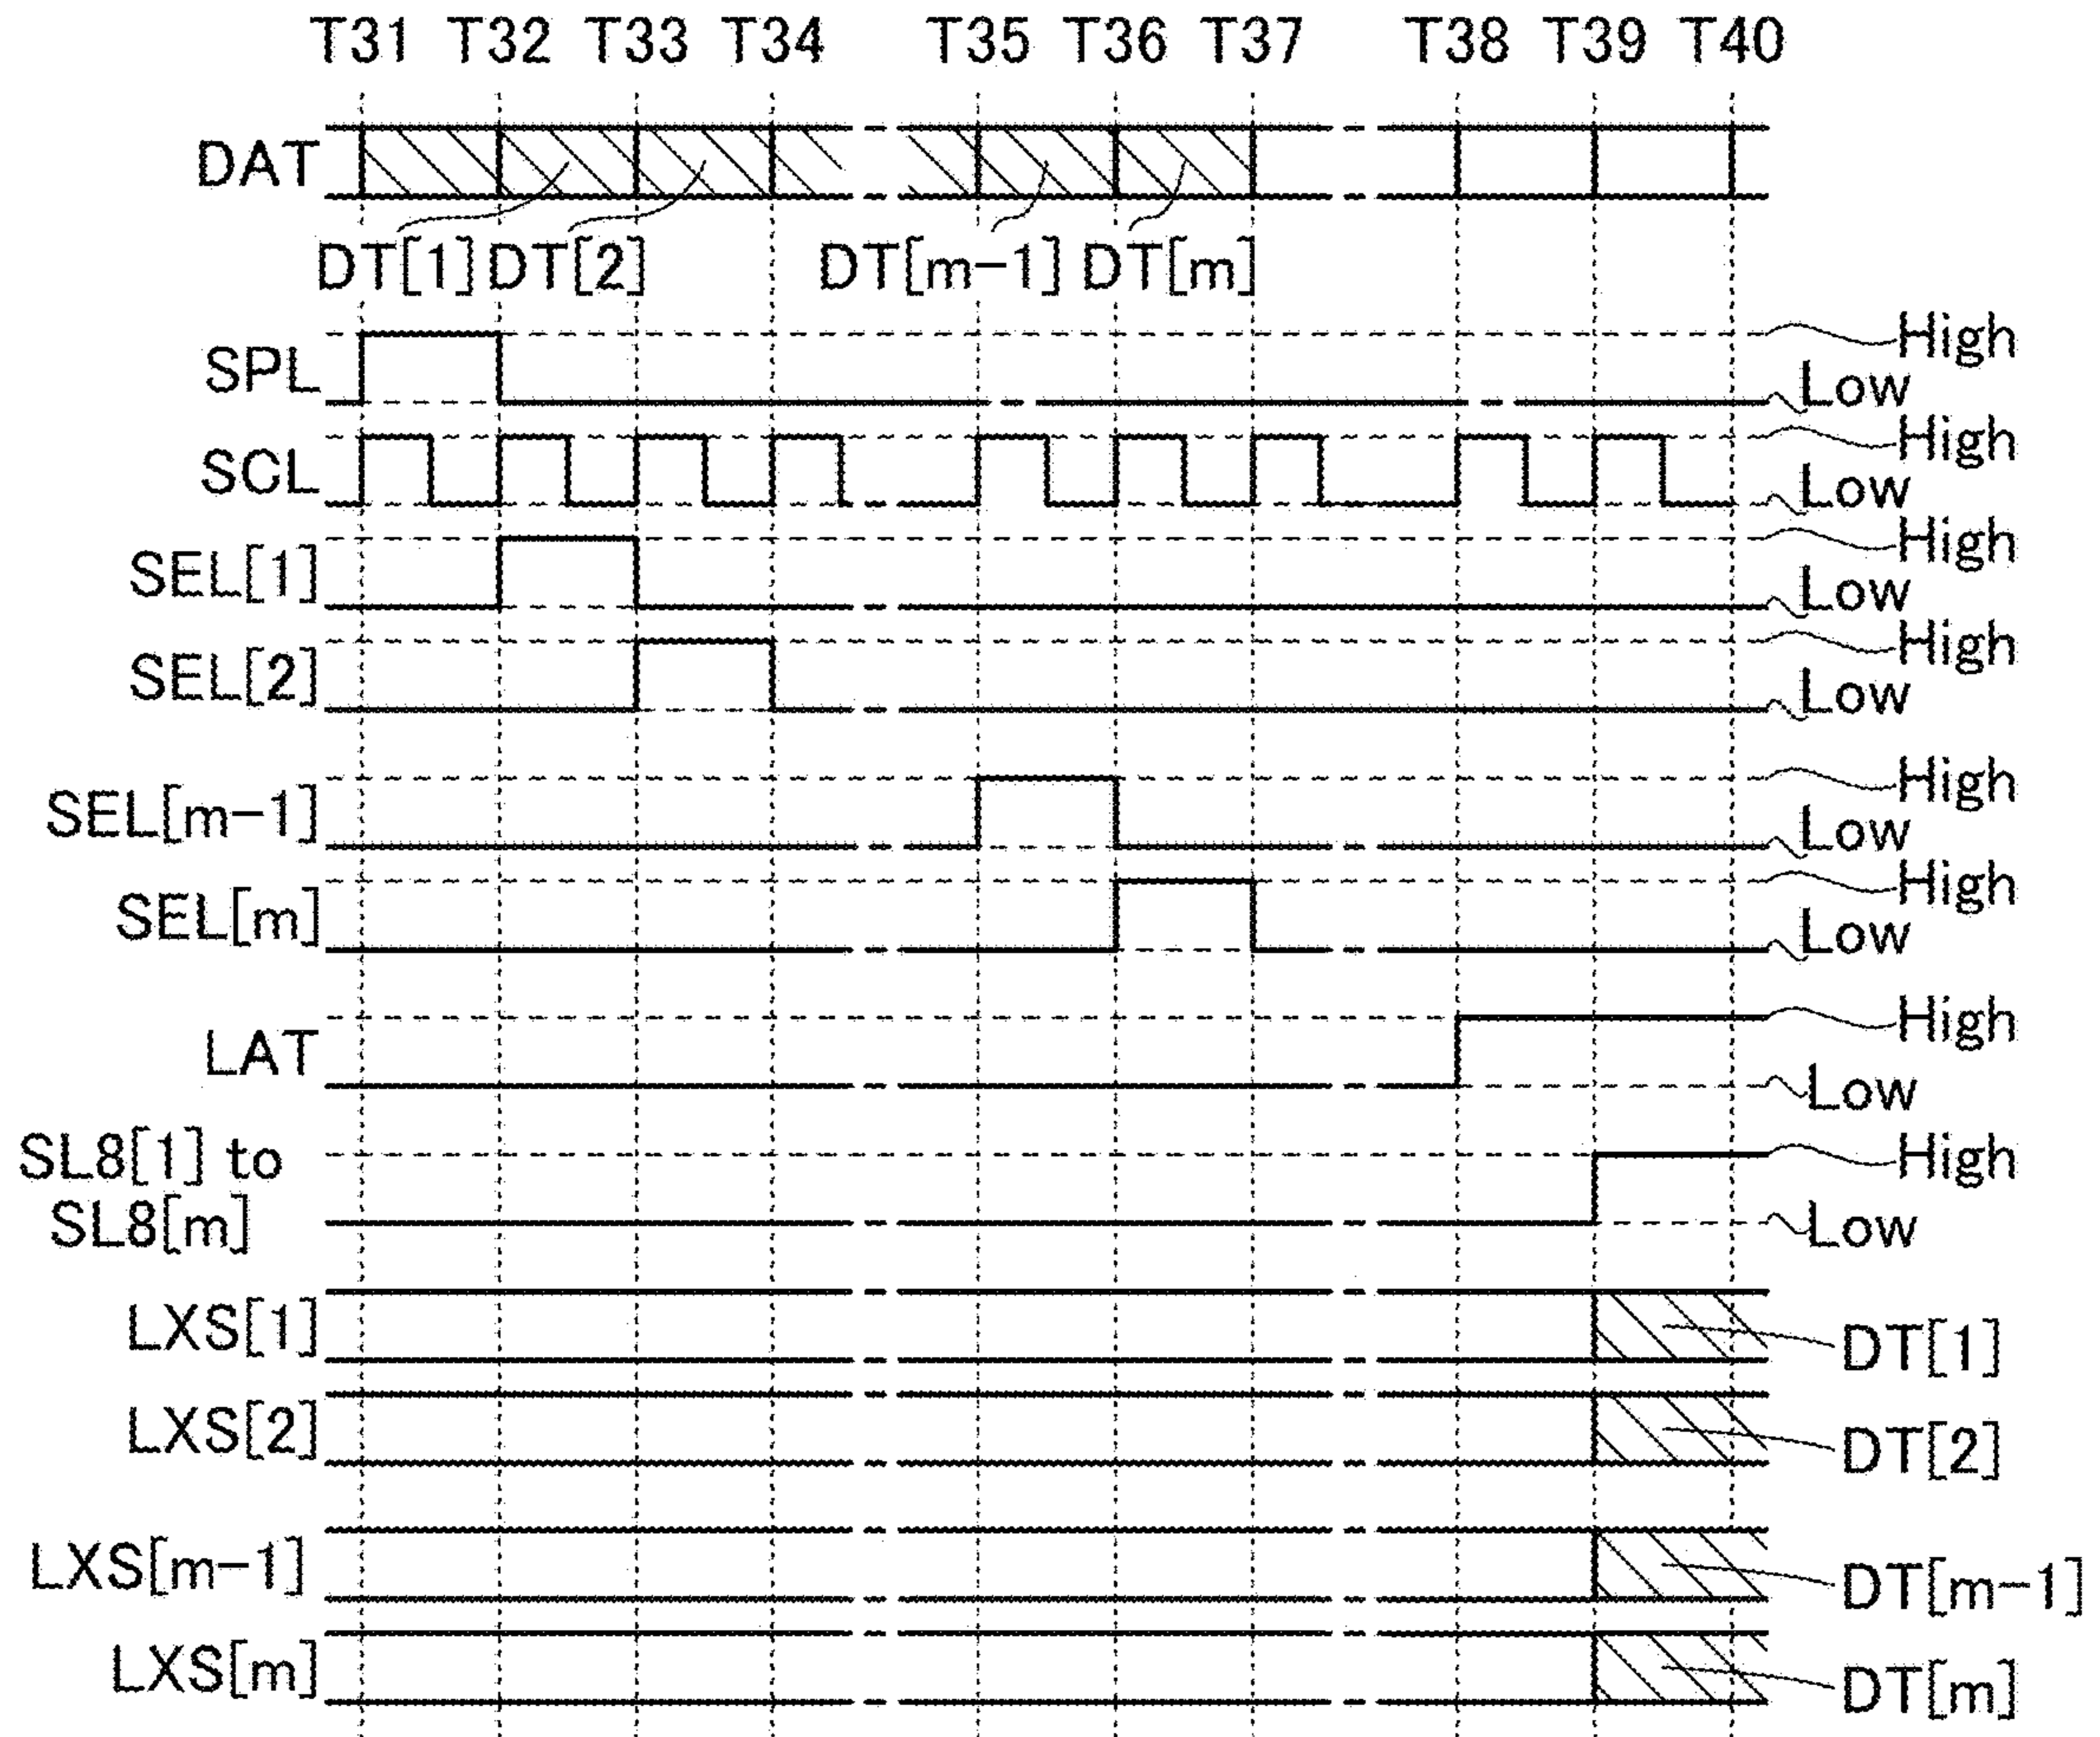 T31 T32 T33 T34 T35 T36 T37 T38 T39 T40
DAT
DT[1] DT[2] DT[m-1] DT[m]
SPL High
Low
SCL High
Low
SEL[1] High
Low
SEL[2] High
Low
SEL[m-1] High
Low
SEL[m] High
Low
LAT High
Low
SL8[1] to High
SL8[m] Low
LXS[1] DT[1]
LXS[2] DT[2]
LXS[m-1] DT[m-1]
LXS[m] DT[m]